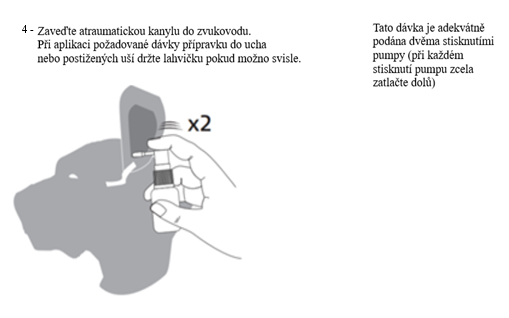 4 - Zaveďte atraumatickou kanylu do zvukovodu.
Při aplikaci požadované dávky přípravku do ucha
nebo postižených uší držte lahvičku pokud možno svisle.
Tato dávka je adekvátně
podána dvěma stisknutími
pumpy (při každém
stisknutí pumpu zcela
zatlačte dolů)
x2